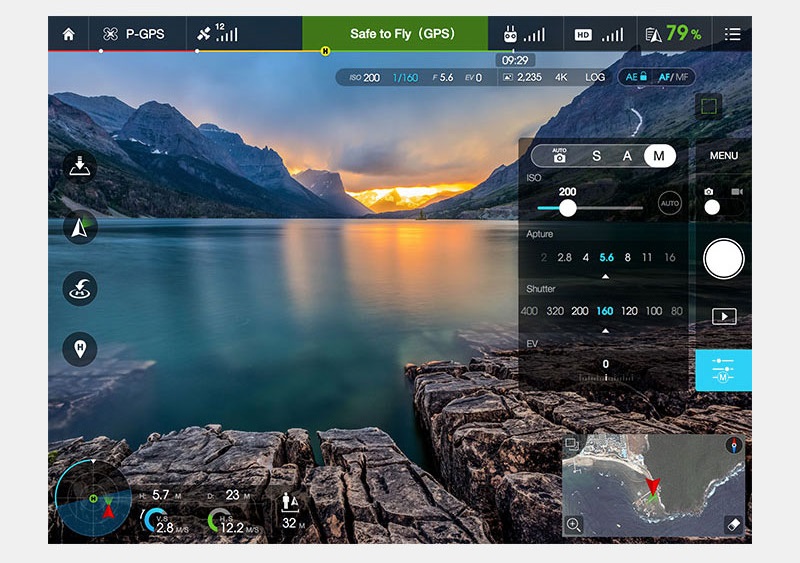 P-GPS 12 Safe to Fly (GPS) HD 79%
H
09:29
ISO 200 1/160 F 5.6 EV 0 2,235 4K LOG AE AF/MF
AUTO S A M MENU
ISO
200
AUTO
Apture
2 2.8 4 5.6 8 11 16
Shutter
400 320 200 160 120 100 80
EV
0
M
H
H: 5.7 M D: 23 M A
H
V.S 2.8 M/S H.S 12.2 M/S 32 M